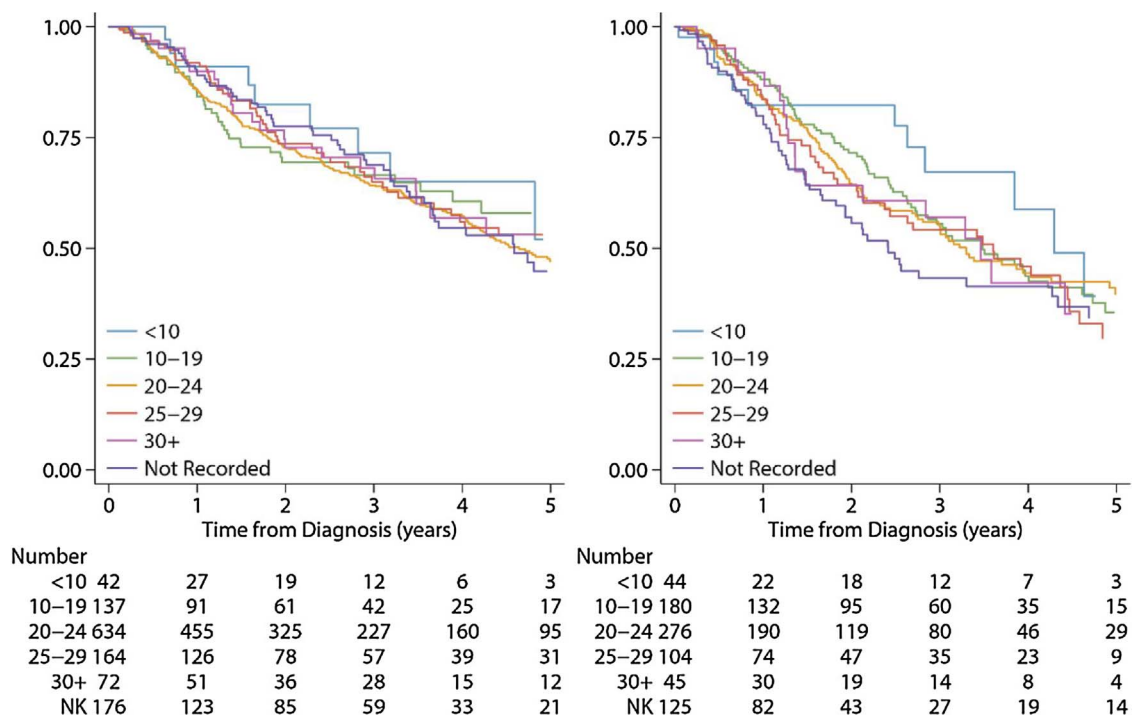 1.00
0.75
0.50
0.25
0.00
<10
10–19
20–24
25–29
30+
Not Recorded
0 1 2 3 4 5
Time from Diagnosis (years)
Number
<10 42 27 19 12 6 3
10–19 137 91 61 42 25 17
20–24 634 455 325 227 160 95
25–29 164 126 78 57 39 31
30+ 72 51 36 28 15 12
NK 176 123 85 59 33 21
1.00
0.75
0.50
0.25
0.00
<10
10–19
20–24
25–29
30+
Not Recorded
0 1 2 3 4 5
Time from Diagnosis (years)
Number
<10 44 22 18 12 7 3
10–19 180 132 95 60 35 15
20–24 276 190 119 80 46 29
25–29 104 74 47 35 23 9
30+ 45 30 19 14 8 4
NK 125 82 43 27 19 14